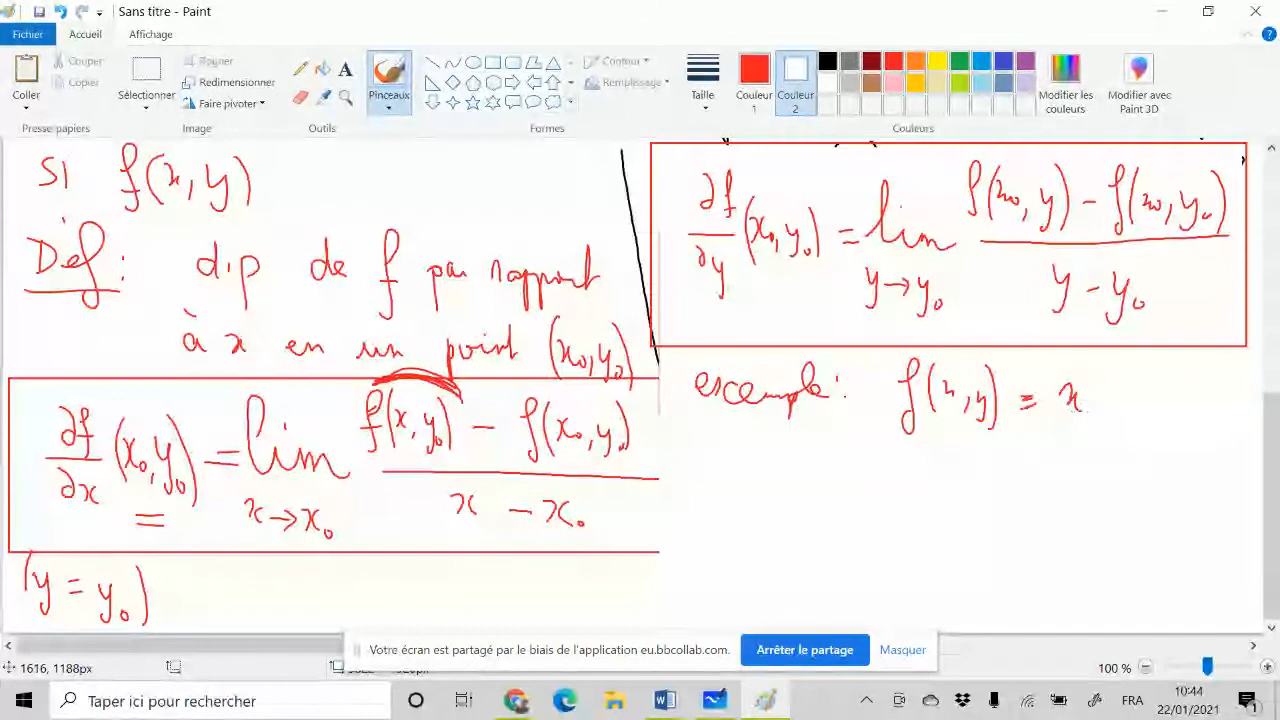 Sans titre - Paint
Fichier Accueil Affichage
Coller
Couper
Copier
Presse papiers
Sélectionner
Rogner
Redimensionner
Faire pivoter
Image
Outils
Pinceaux
Formes
Contour
Remplissage
Taille
Couleur 1
Couleur 2
Couleurs
Modifier les couleurs
Modifier avec Paint 3D
Si f(x,y)
Déf: dip de f par rapport
à x en un point (x₀,y₀)
∂f/∂x (x₀,y₀) = lim x→x₀ f(x,y₀) - f(x₀,y₀) / x - x₀
(y = y₀)
∂f/∂y (x₀,y₀) = lim y→y₀ f(x₀,y) - f(x₀,y₀) / y - y₀
exemple: f(x,y) = x
Votre écran est partagé par le biais de l'application eu.bbcollab.com. Arrêter le partage Masquer
1616, 1188px
100 %
Taper ici pour rechercher
FRA
10:44
22/01/2021